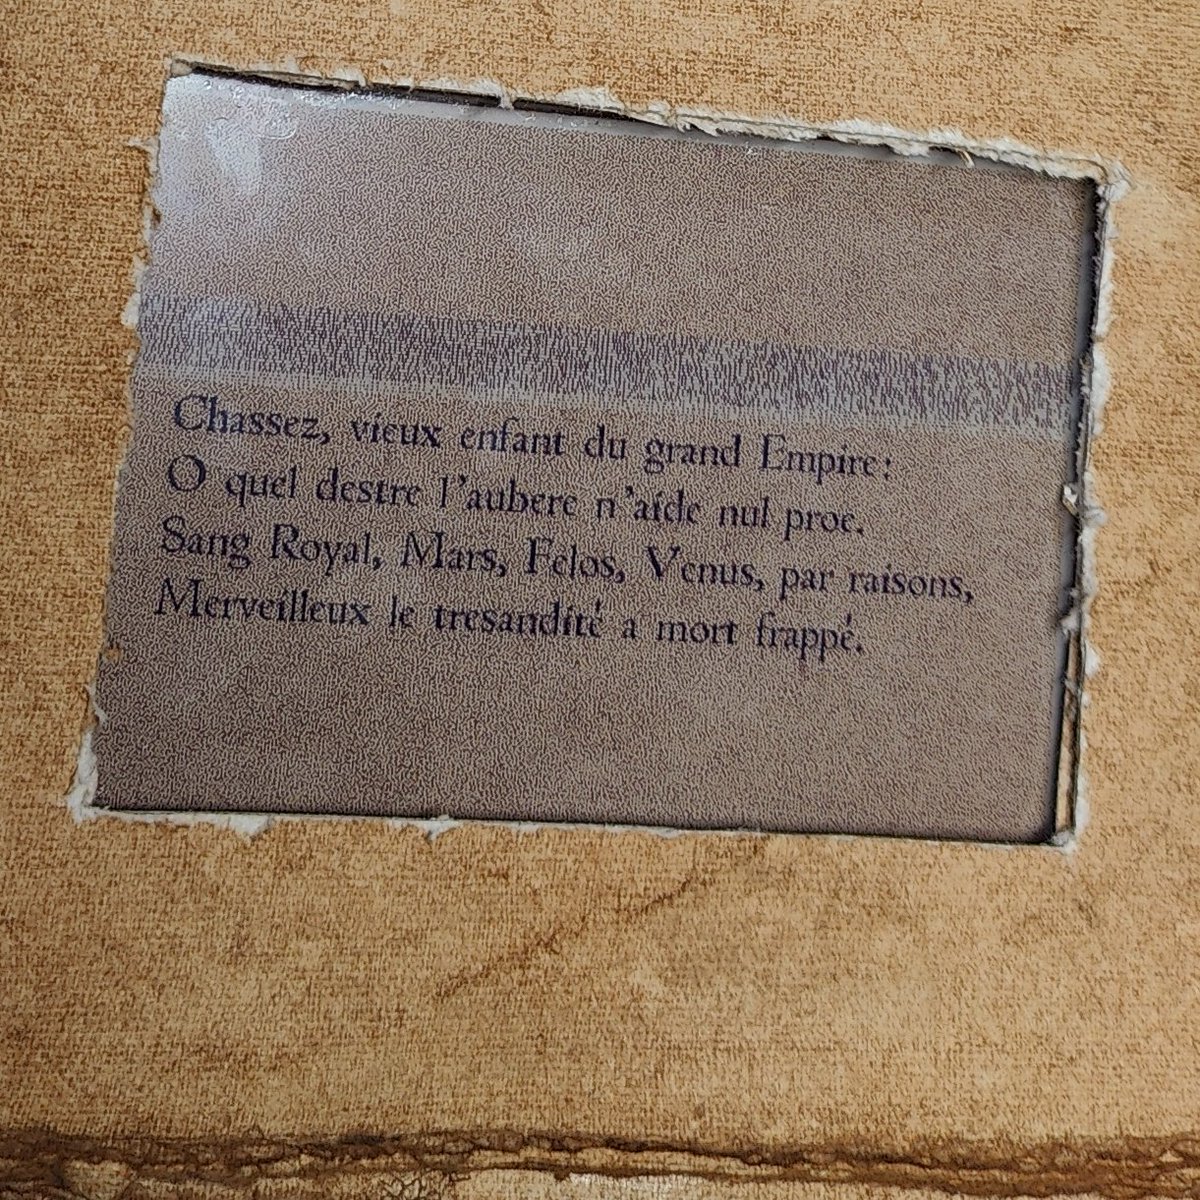 Chassez, vieux enfant du grand Empire:
O quel destre l'aubere n'aide nul proe.
Sang Royal, Mars, Felos, Venus, par raisons,
Merveilleux le tresandité a mort frappé.